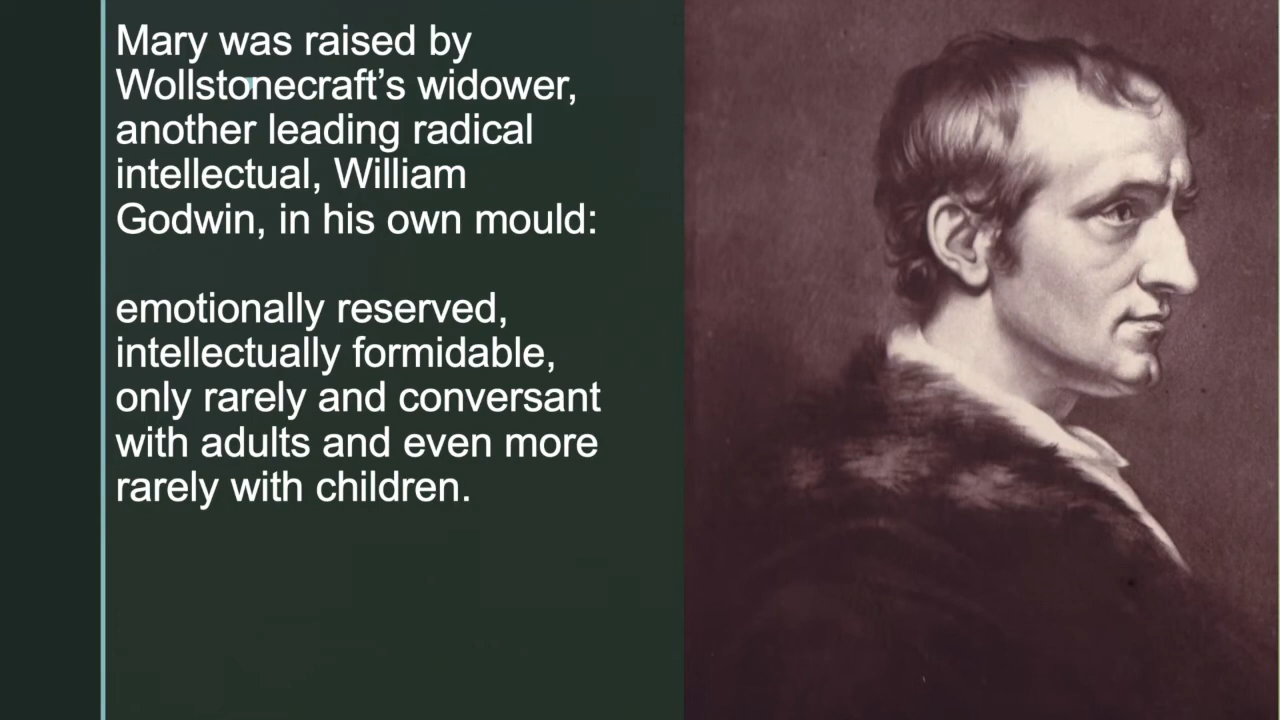 Mary was raised by
Wollstonecraft’s widower,
another leading radical
intellectual, William
Godwin, in his own mould:
emotionally reserved,
intellectually formidable,
only rarely and conversant
with adults and even more
rarely with children.